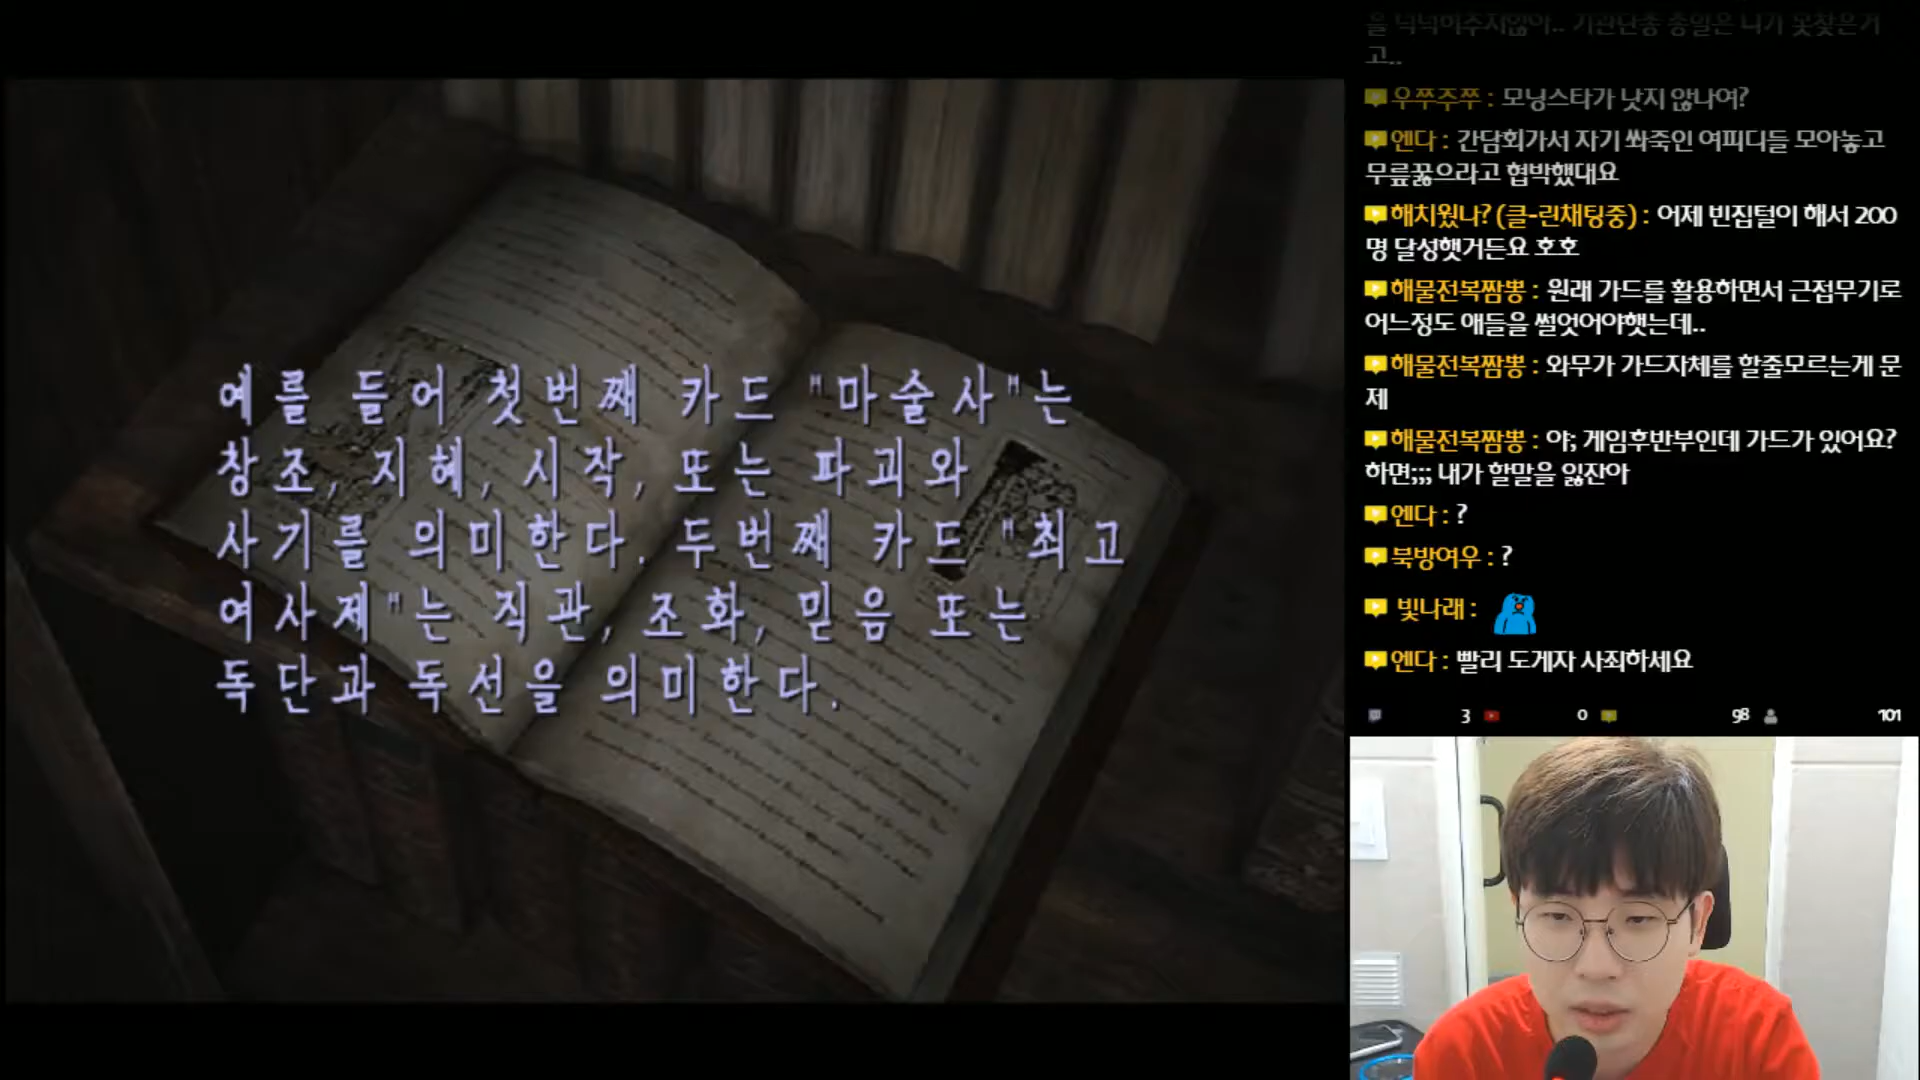 예를 들어 첫번째 카드 "마술사"는
창조, 지혜, 시작, 또는 파괴와
사기를 의미한다. 두번째 카드 "최고
여사제"는 직관, 조화, 믿음 또는
독단과 독선을 의미한다.
고..
우쭈주쭈 : 모닝스타가 낫지 않나여?
엔다 : 간담회가서 자기 쏴죽인 여피디들 모아놓고
무릎꿇으라고 협박했대요
해치웠나? (클-린채팅중) : 어제 빈집털이 해서 200
명 달성햇거든요 호호
해물전복짬뽕 : 원래 가드를 활용하면서 근접무기로
어느정도 애들을 썰엇어야햇는데..
해물전복짬뽕 : 와무가 가드자체를 할줄모르는게 문
제
해물전복짬뽕 : 야; 게임후반부인데 가드가 있어요?
하면;;; 내가 할말을 잃잔아
엔다 : ?
북방여우 : ?
빛나래 :
엔다 : 빨리 도게자 사죄하세요
3 0 98 101